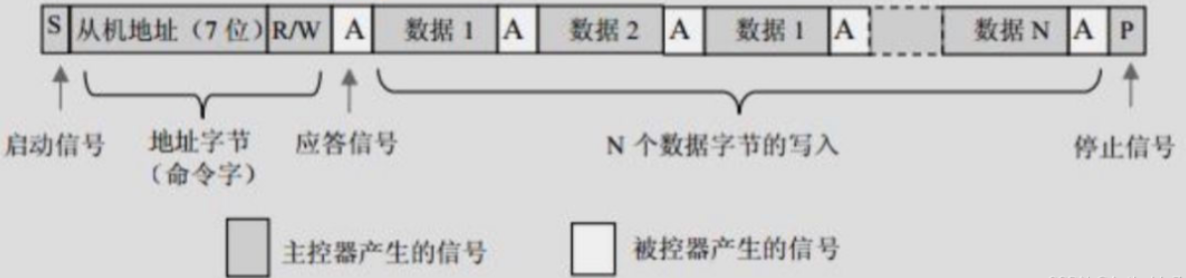 S 从机地址（7 位） R/W A 数据 1 A 数据 2 A 数据 1 A 数据 N A P
启动信号 地址字节 应答信号 N 个数据字节的写入 停止信号
（命令字）
主控器产生的信号 被控器产生的信号